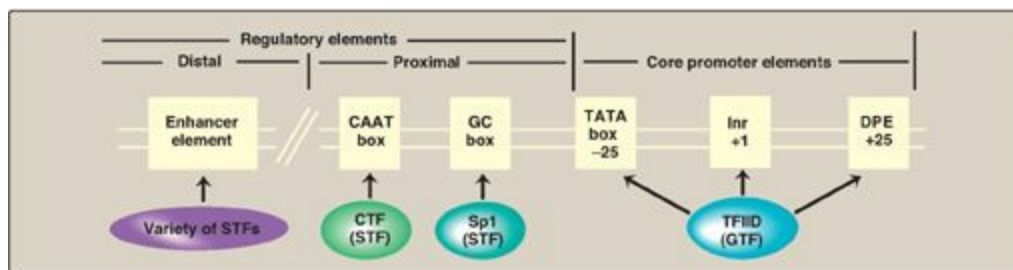 Regulatory elements
Distal
Proximal
Core promoter elements
Enhancer
element
CAAT
box
GC
box
TATA
box
–25
Inr
+1
DPE
+25
Variety of STFs
CTF
(STF)
Sp1
(STF)
TFIID
(GTF)